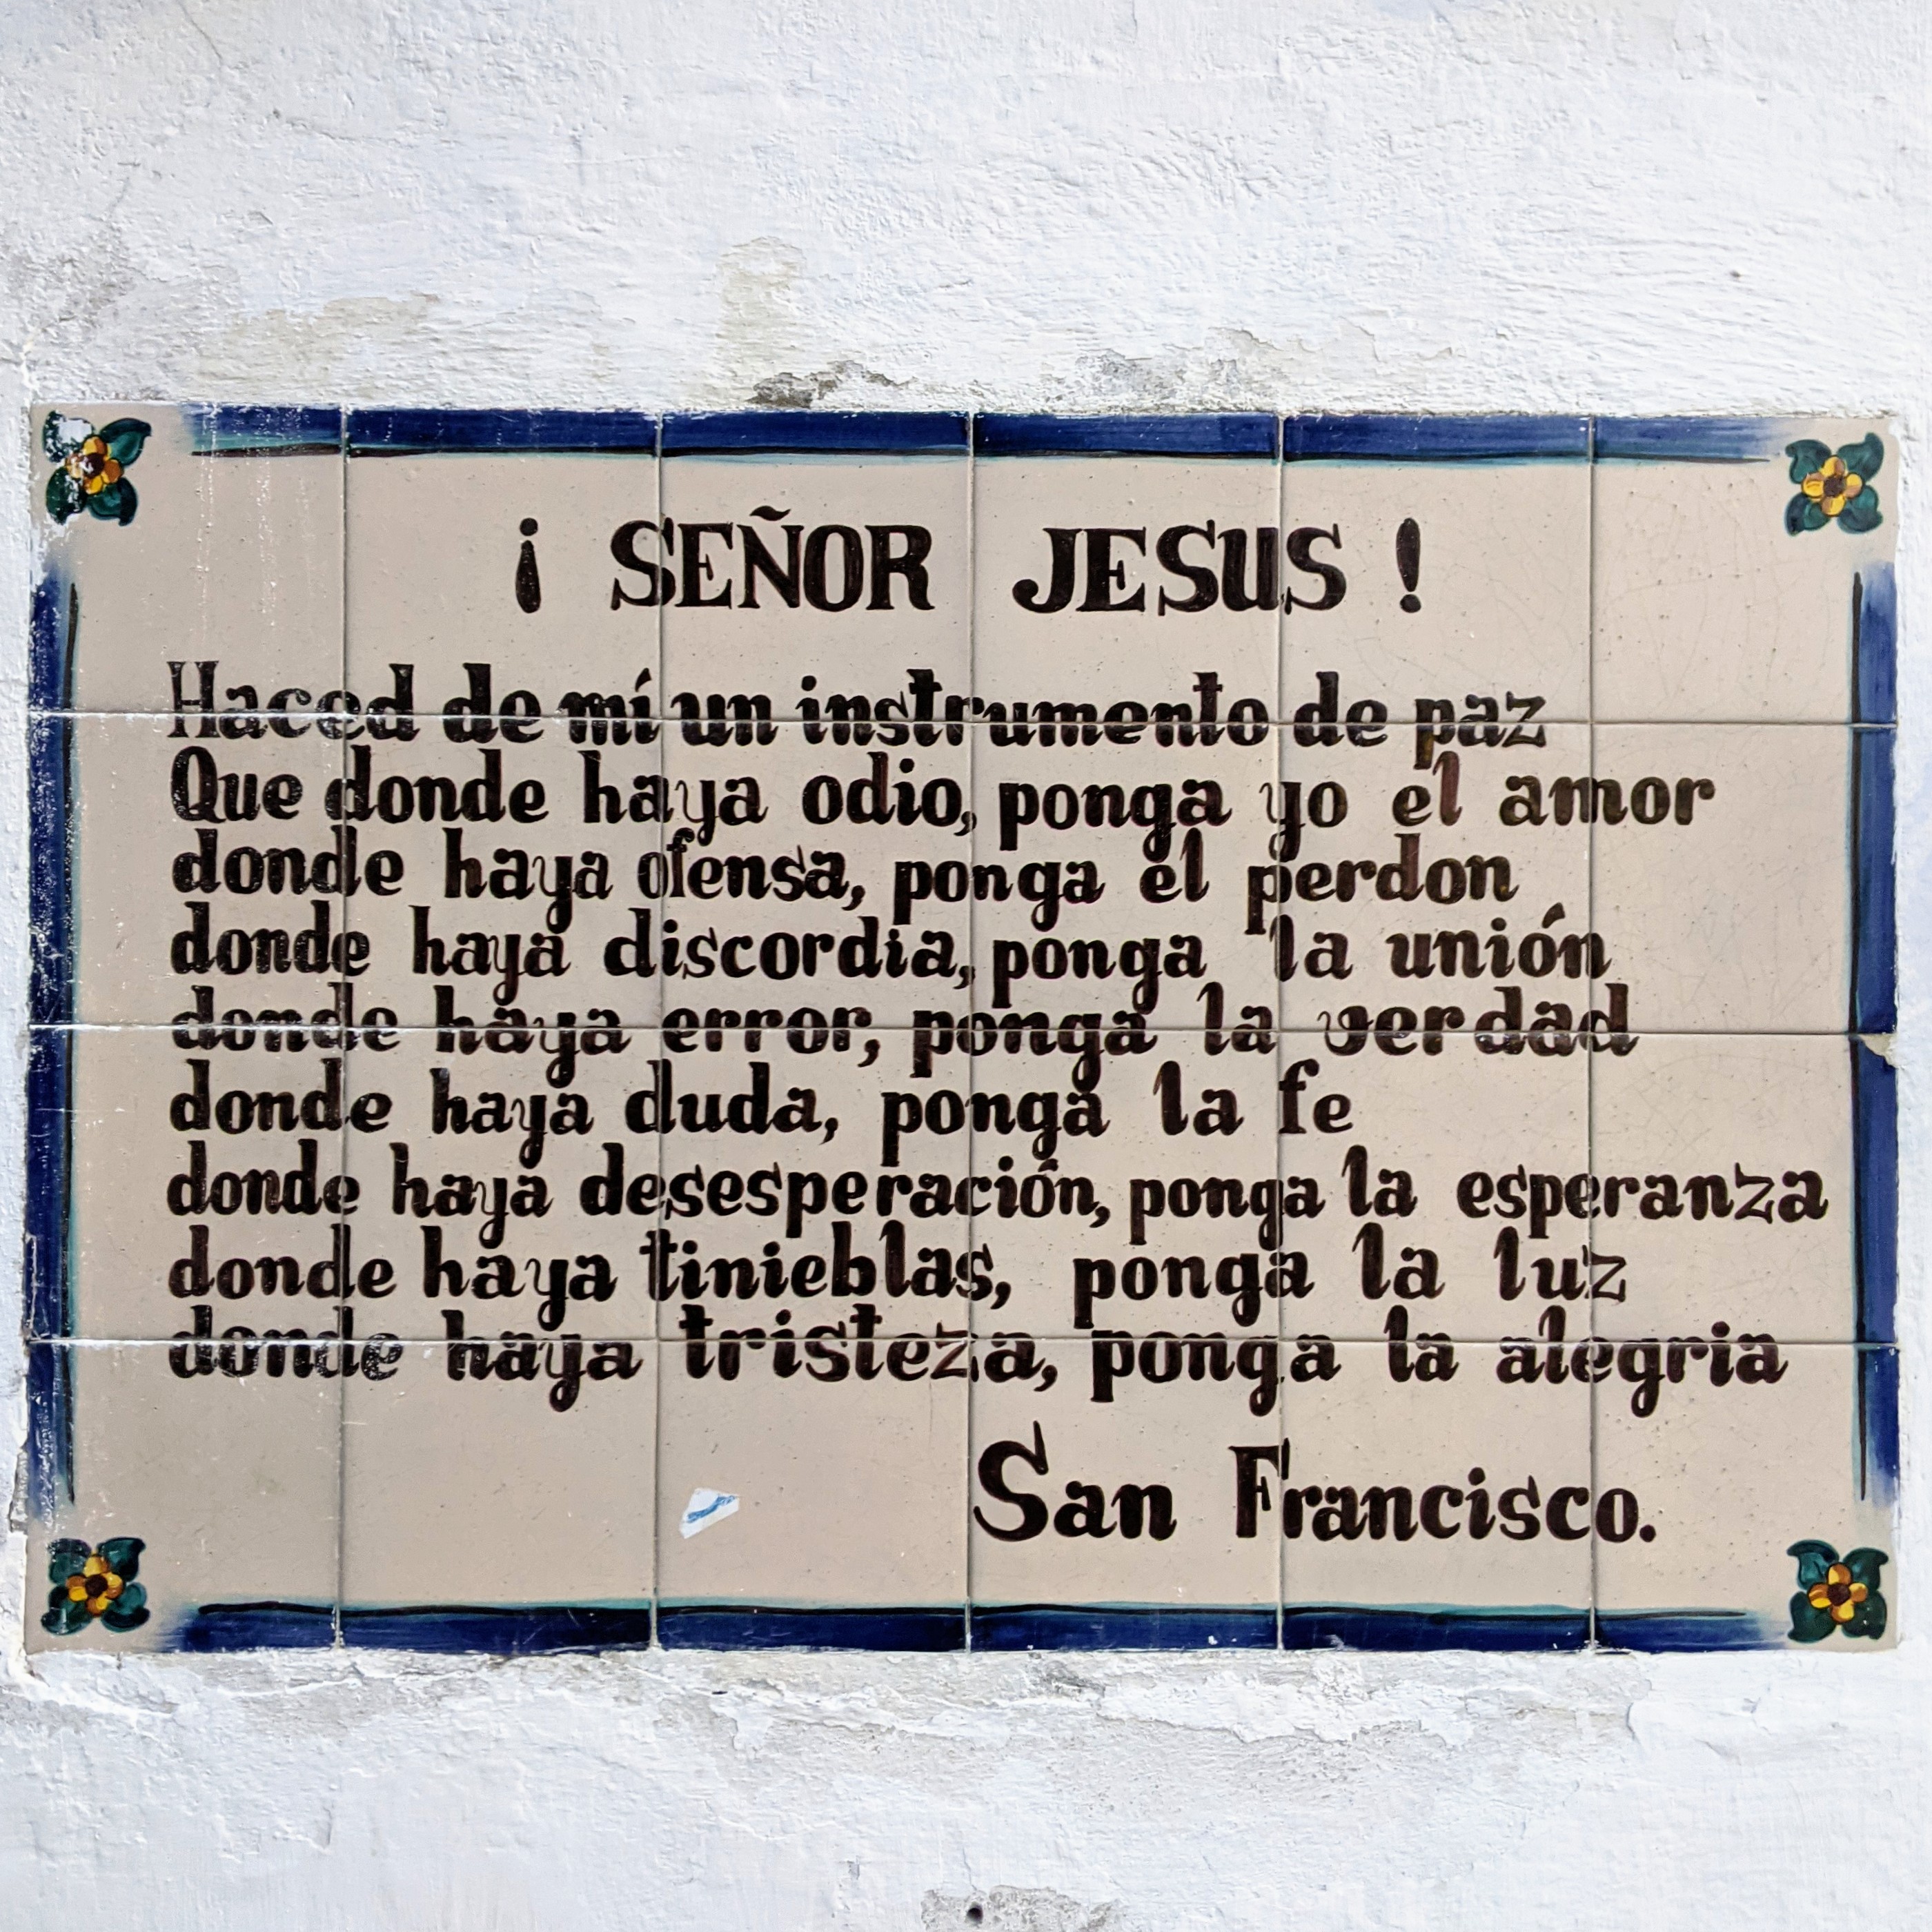 ¡ SEÑOR JESUS !
Haced de mí un instrumento de paz
Que donde haya odio, ponga yo el amor
donde haya ofensa, ponga el perdon
donde haya discordia, ponga la unión
donde haya error, ponga la verdad
donde haya duda, ponga la fe
donde haya desesperación, ponga la esperanza
donde haya tinieblas, ponga la luz
donde haya tristeza, ponga la alegria
San Francisco.